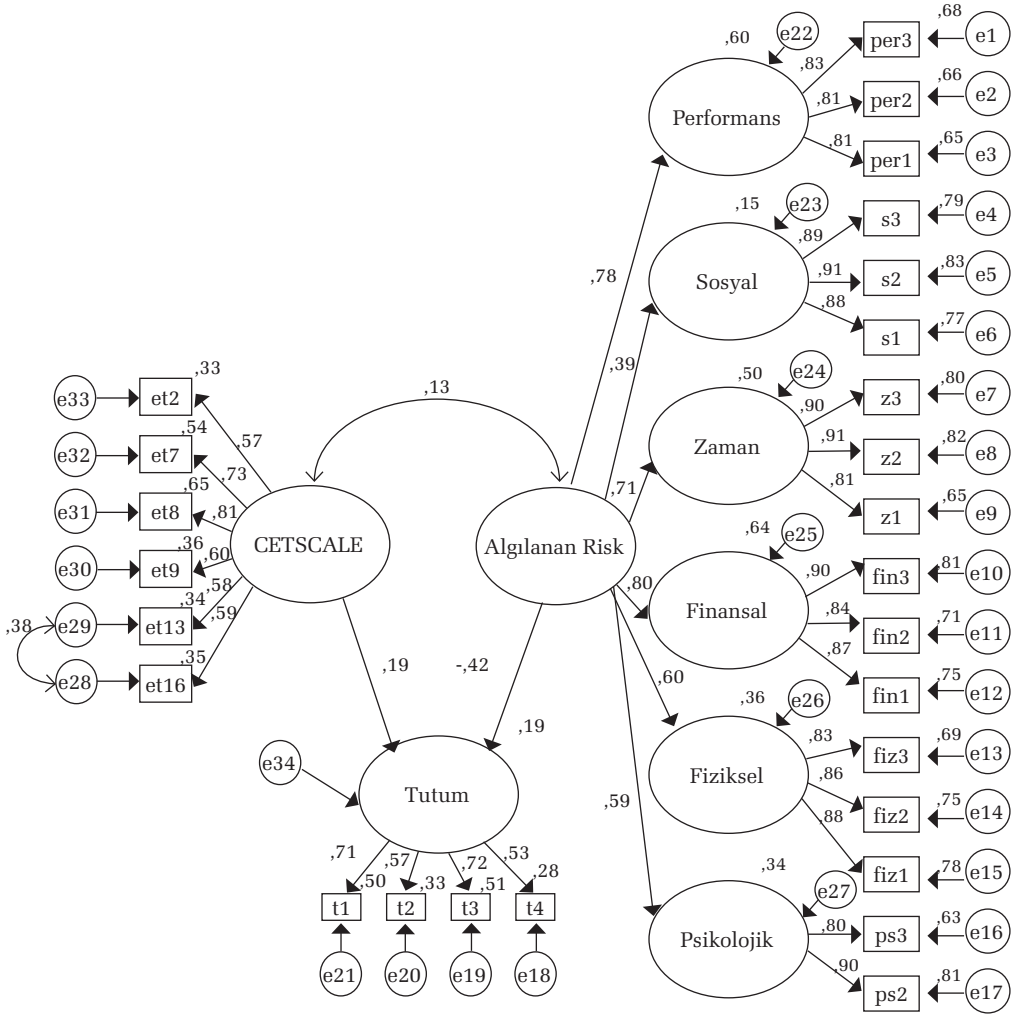 ,68
,60
e22
per3
e1
,83
,66
per2
e2
,81
Performans
,65
,81
per1
e3
,79
,15
e23
s3
e4
,89
,83
,91
s2
e5
Sosyal
,88
,77
s1
e6
,78
,39
,50
e24
,80
z3
e7
,90
,82
,91
z2
e8
Zaman
,81
,65
z1
e9
,71
,13
,33
e33
et2
,57
,54
e32
et7
,73
,65
e31
et8
,81
CETSCALE
Algılanan Risk
,36
e30
et9
,60
,58
,34
,59
,38
e29
et13
,35
e28
et16
,64
e25
,81
fin3
e10
,90
,80
,71
,84
fin2
e11
Finansal
,87
,75
fin1
e12
,19
-,42
,60
,19
,36
e26
,69
,83
fiz3
e13
,86
,75
Fiziksel
fiz2
e14
,88
,78
fiz1
e15
e34
Tutum
,59
,34
e27
,63
,80
ps3
e16
Psikolojik
,90
,81
ps2
e17
,71
,57
,72
,53
,50
,33
,51
,28
t1
t2
t3
t4
e21
e20
e19
e18